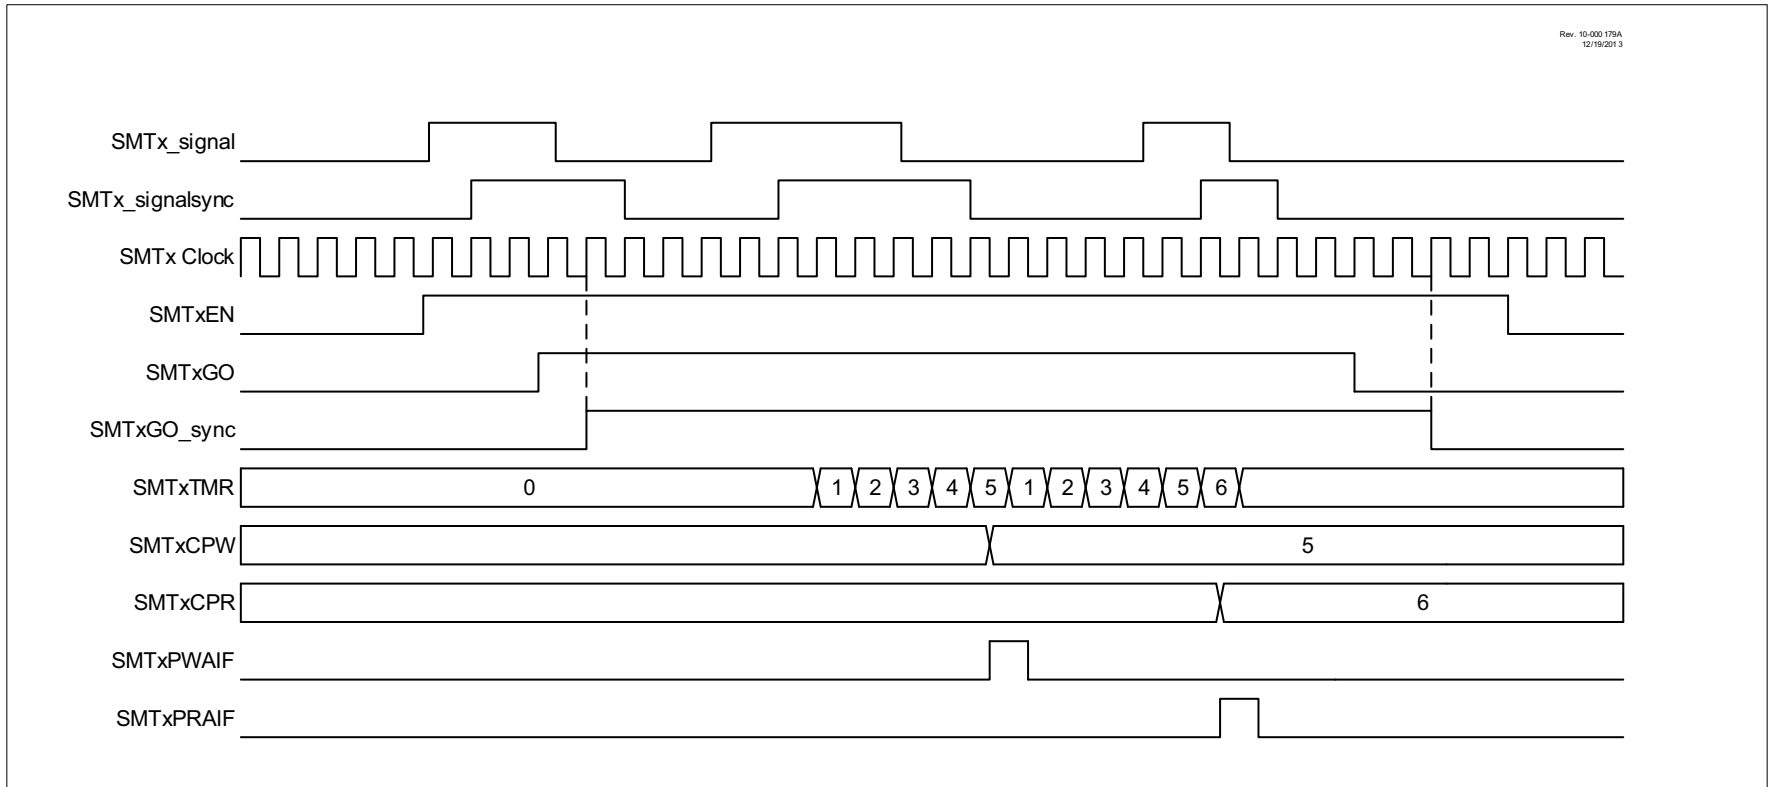 Rev. 10-000 179A
12/19/201 3
SMTx_signal
SMTx_signalsync
SMTx Clock
SMTxEN
SMTxGO
SMTxGO_sync
SMTxTMR 0 1 2 3 4 5 1 2 3 4 5 6
SMTxCPW 5
SMTxCPR 6
SMTxPWAIF
SMTxPRAIF